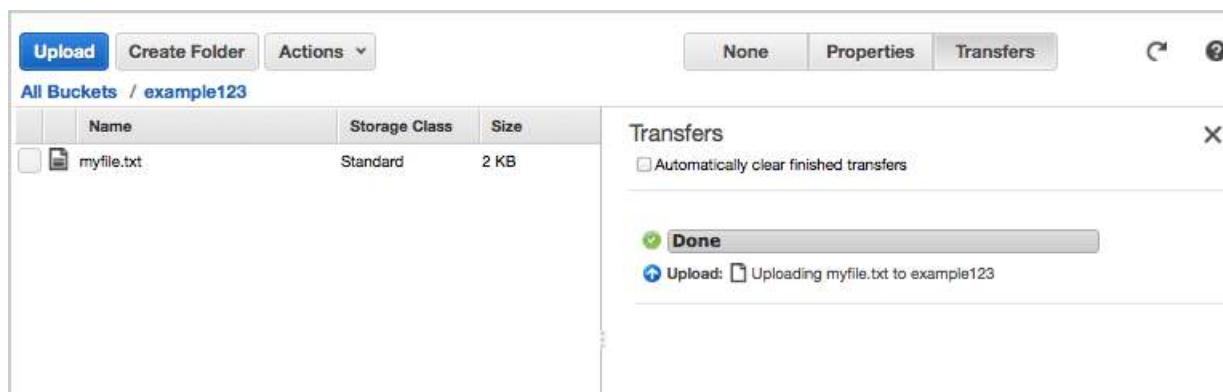 Upload Create Folder Actions None Properties Transfers
All Buckets / example123
Name Storage Class Size
myfile.txt Standard 2 KB
Transfers
Automatically clear finished transfers
Done
Upload: Uploading myfile.txt to example123